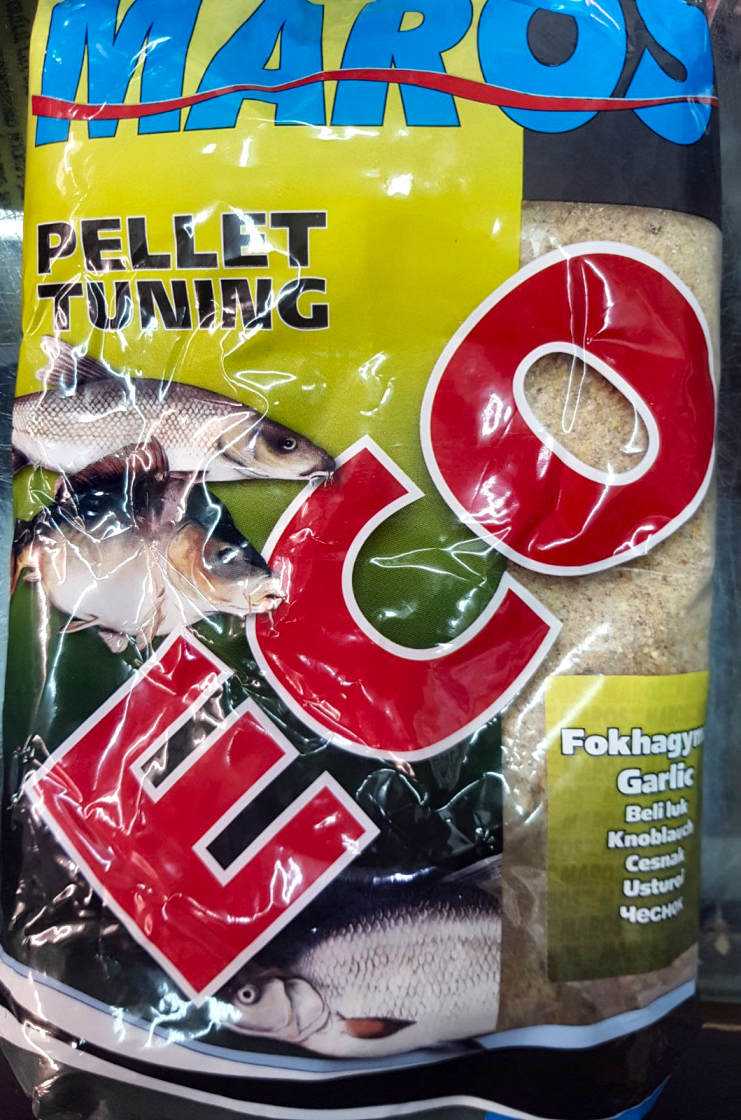 MAROS
PELLET
TUNING
ECO
Garlic
Beli luk
Knoblauch
Cesnak
Usturoi
Чеснок